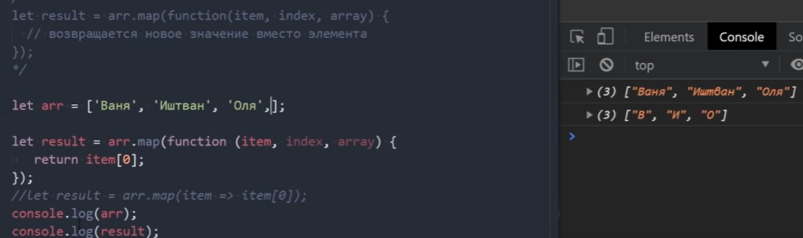 let result = arr.map(function(item, index, array) {
// возвращается новое значение вместо элемента
});
*/
let arr = ['Ваня', 'Иштван', 'Оля',];
let result = arr.map(function (item, index, array) {
return item[0];
});
//let result = arr.map(item => item[0]);
console.log(arr);
console.log(result);
Elements Console So
top
(3) ["Ваня", "Иштван", "Оля"]
(3) ["В", "И", "О"]
>